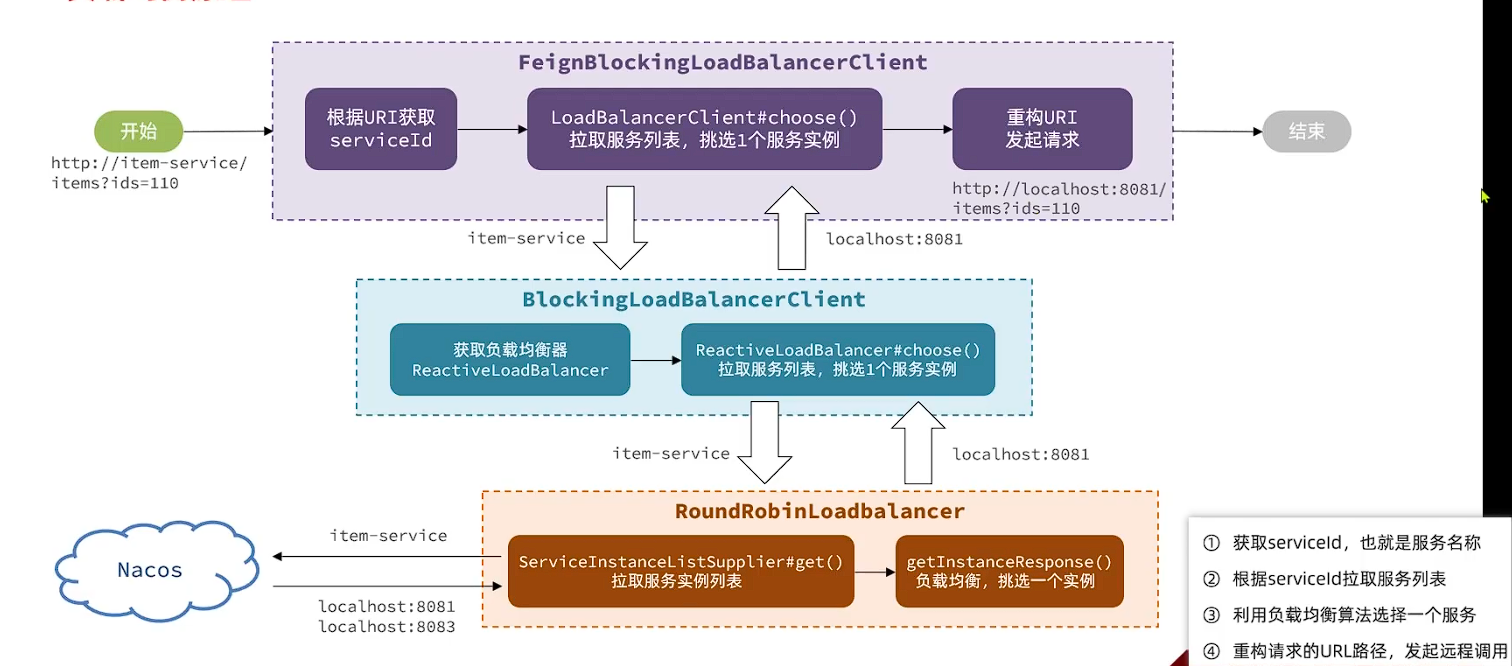 FeignBlockingLoadBalancerClient
开始
http://item-service/
items?ids=110
根据URI获取
serviceId
LoadBalancerClient#choose()
拉取服务列表，挑选1个服务实例
重构URI
发起请求
http://localhost:8081/
items?ids=110
结束
item-service
localhost:8081
BlockingLoadBalancerClient
获取负载均衡器
ReactiveLoadBalancer
ReactiveLoadBalancer#choose()
拉取服务列表，挑选1个服务实例
item-service
localhost:8081
RoundRobinLoadbalancer
Nacos
item-service
localhost:8081
localhost:8083
ServiceInstanceListSupplier#get()
拉取服务实例列表
getInstanceResponse()
负载均衡，挑选一个实例
① 获取serviceId，也就是服务名称
② 根据serviceId拉取服务列表
③ 利用负载均衡算法选择一个服务
④ 重构请求的URL路径，发起远程调用